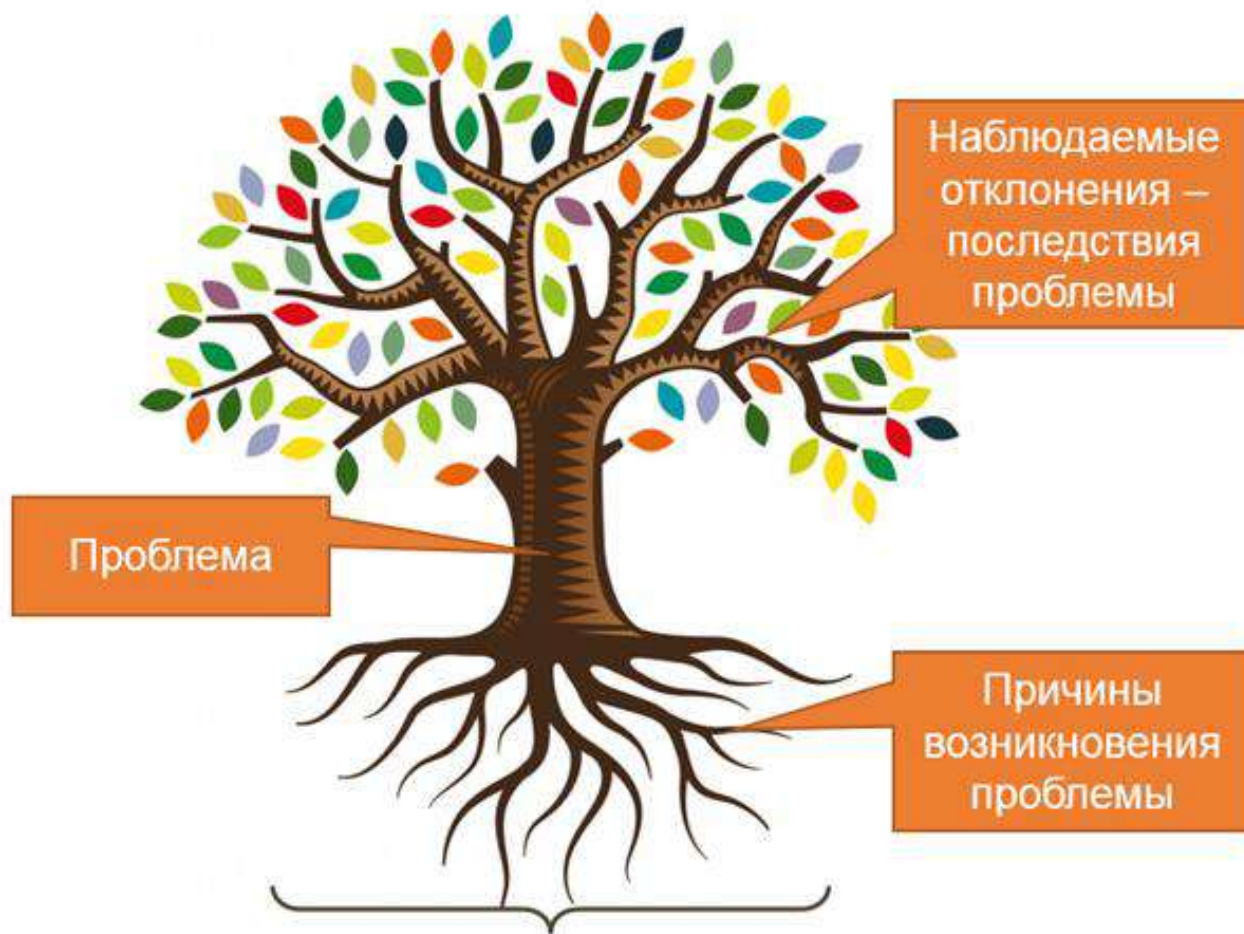 Наблюдаемые
отклонения –
последствия
проблемы
Проблема
Причины
возникновения
проблемы